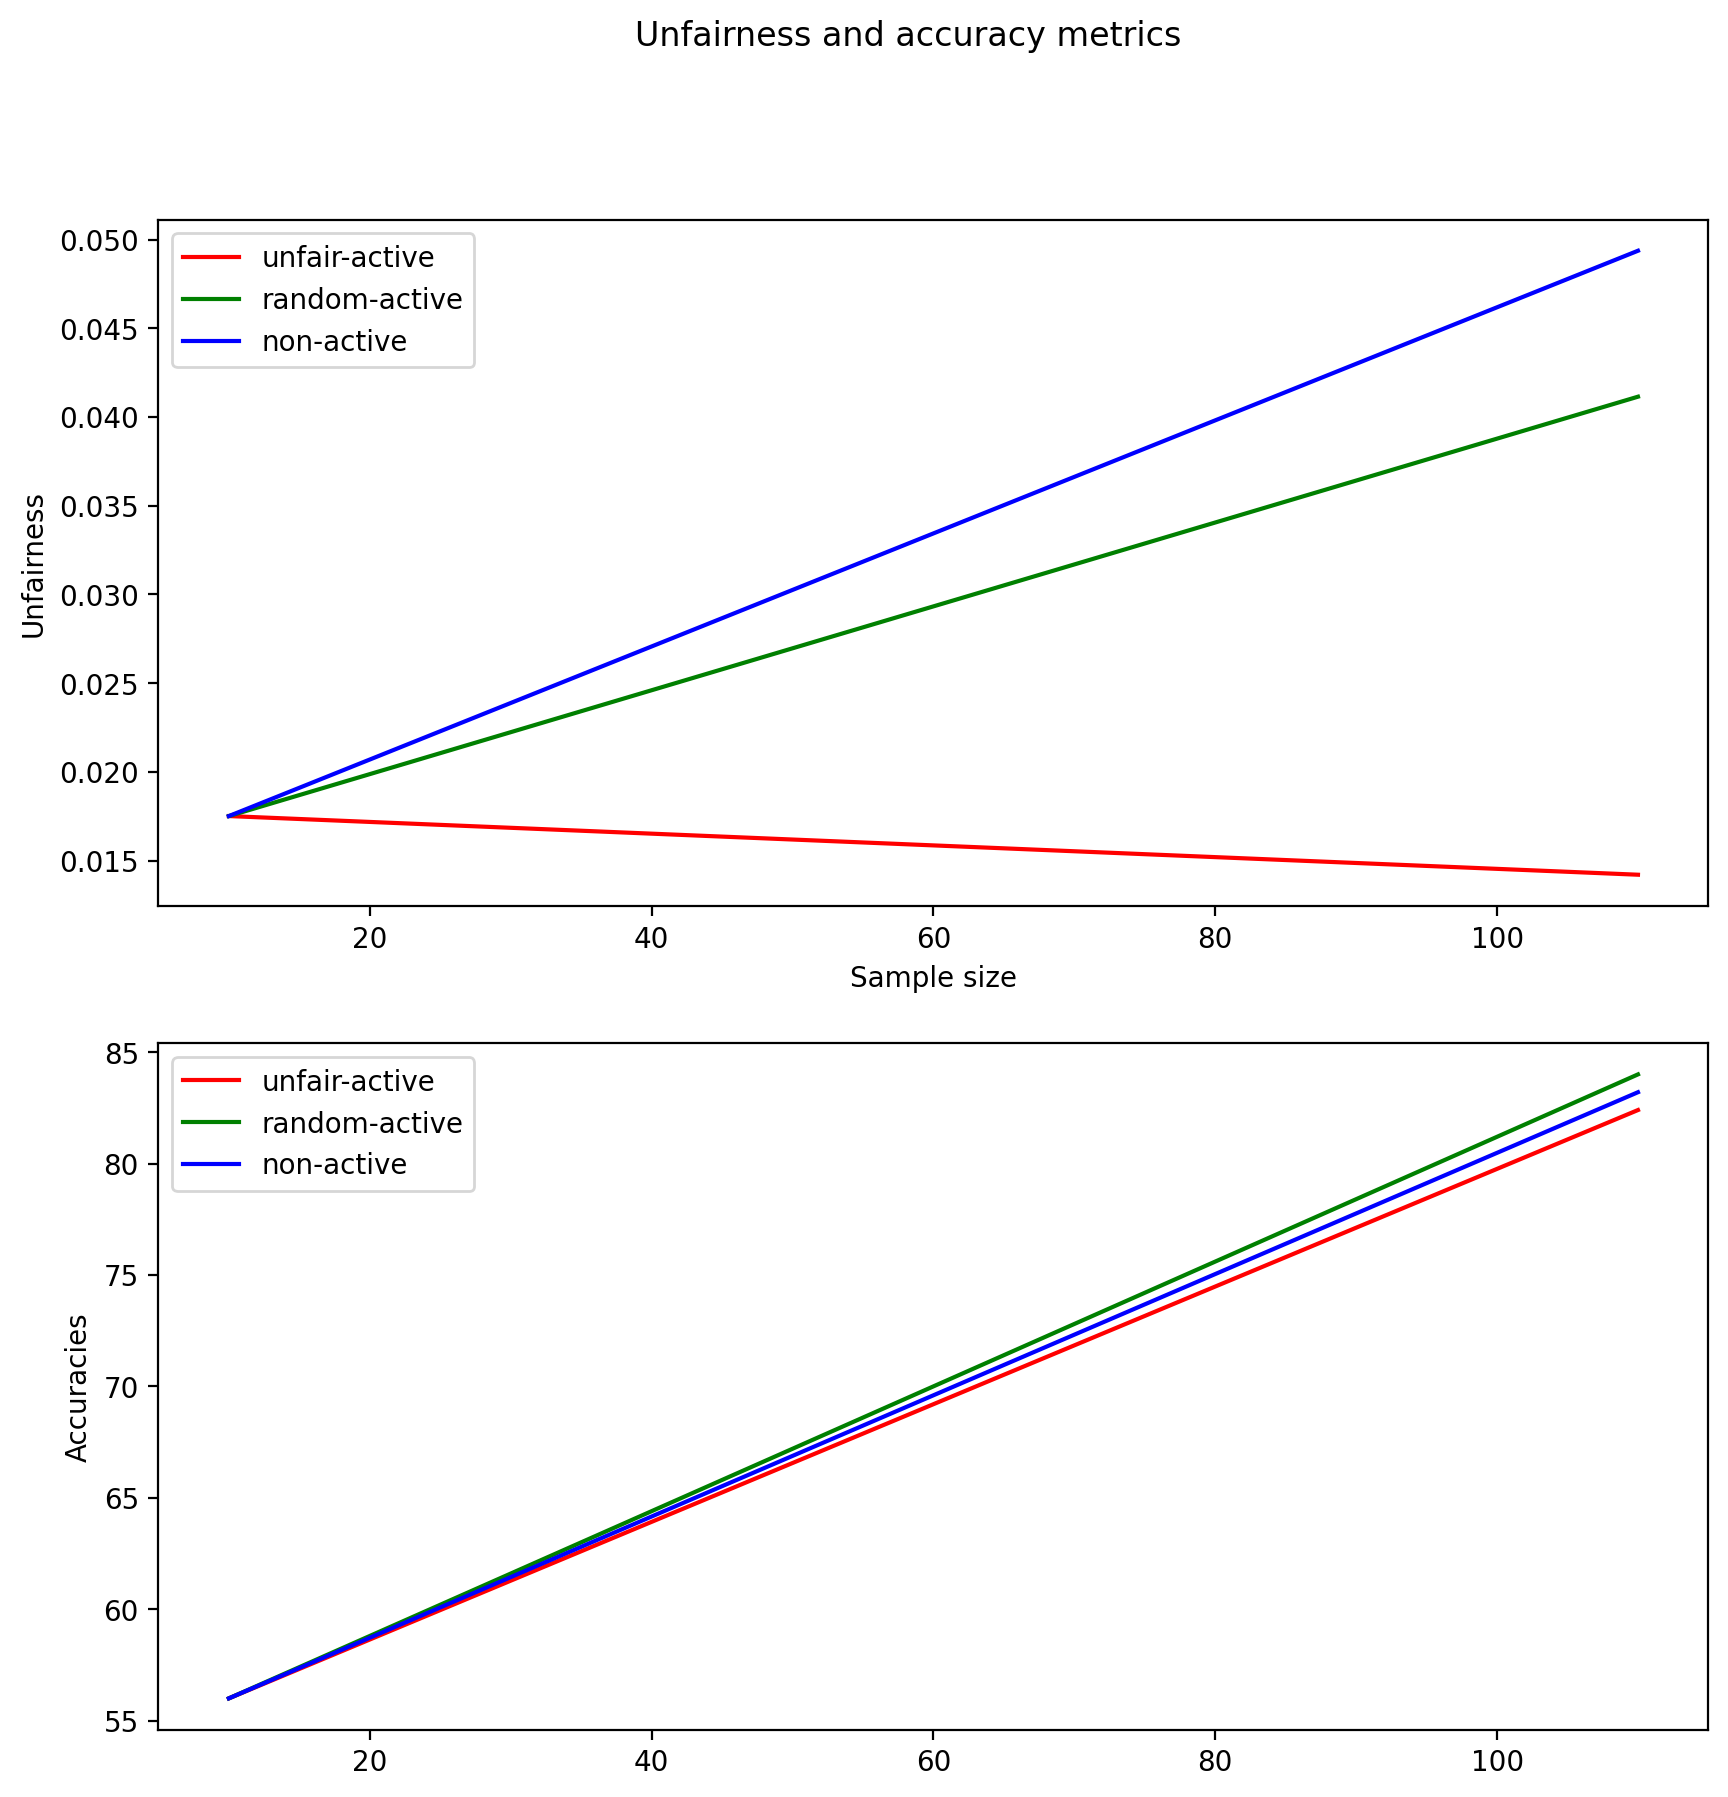 Unfairness and accuracy metrics
0.050
0.045
0.040
0.035
0.030
0.025
0.020
0.015
Unfairness
unfair-active
random-active
non-active
20 40 60 80 100
Sample size
85
80
75
70
65
60
55
Accuracies
unfair-active
random-active
non-active
20 40 60 80 100